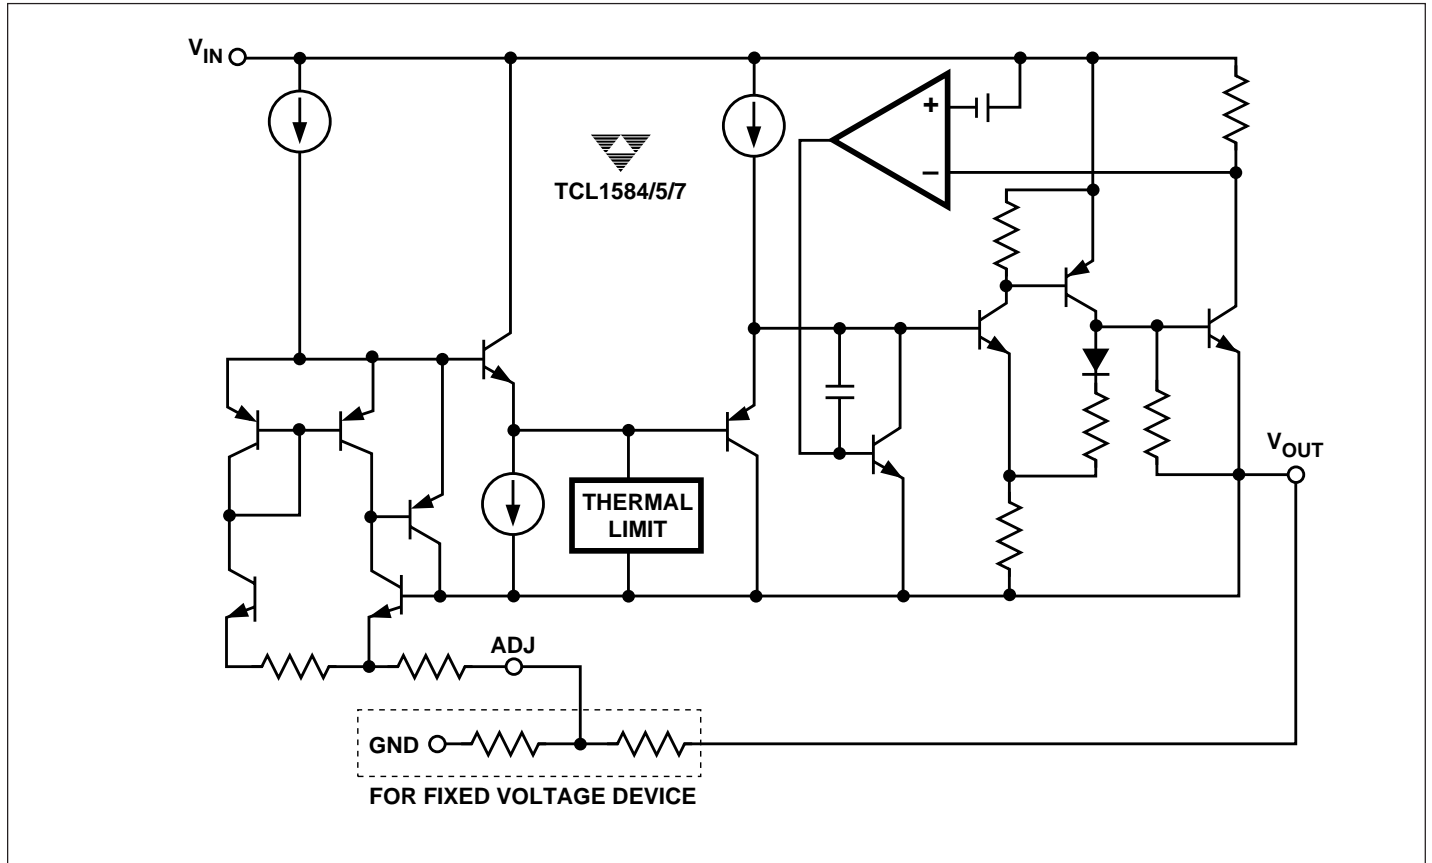 VIN
TCL1584/5/7
+
–
VOUT
THERMAL
LIMIT
ADJ
GND
FOR FIXED VOLTAGE DEVICE